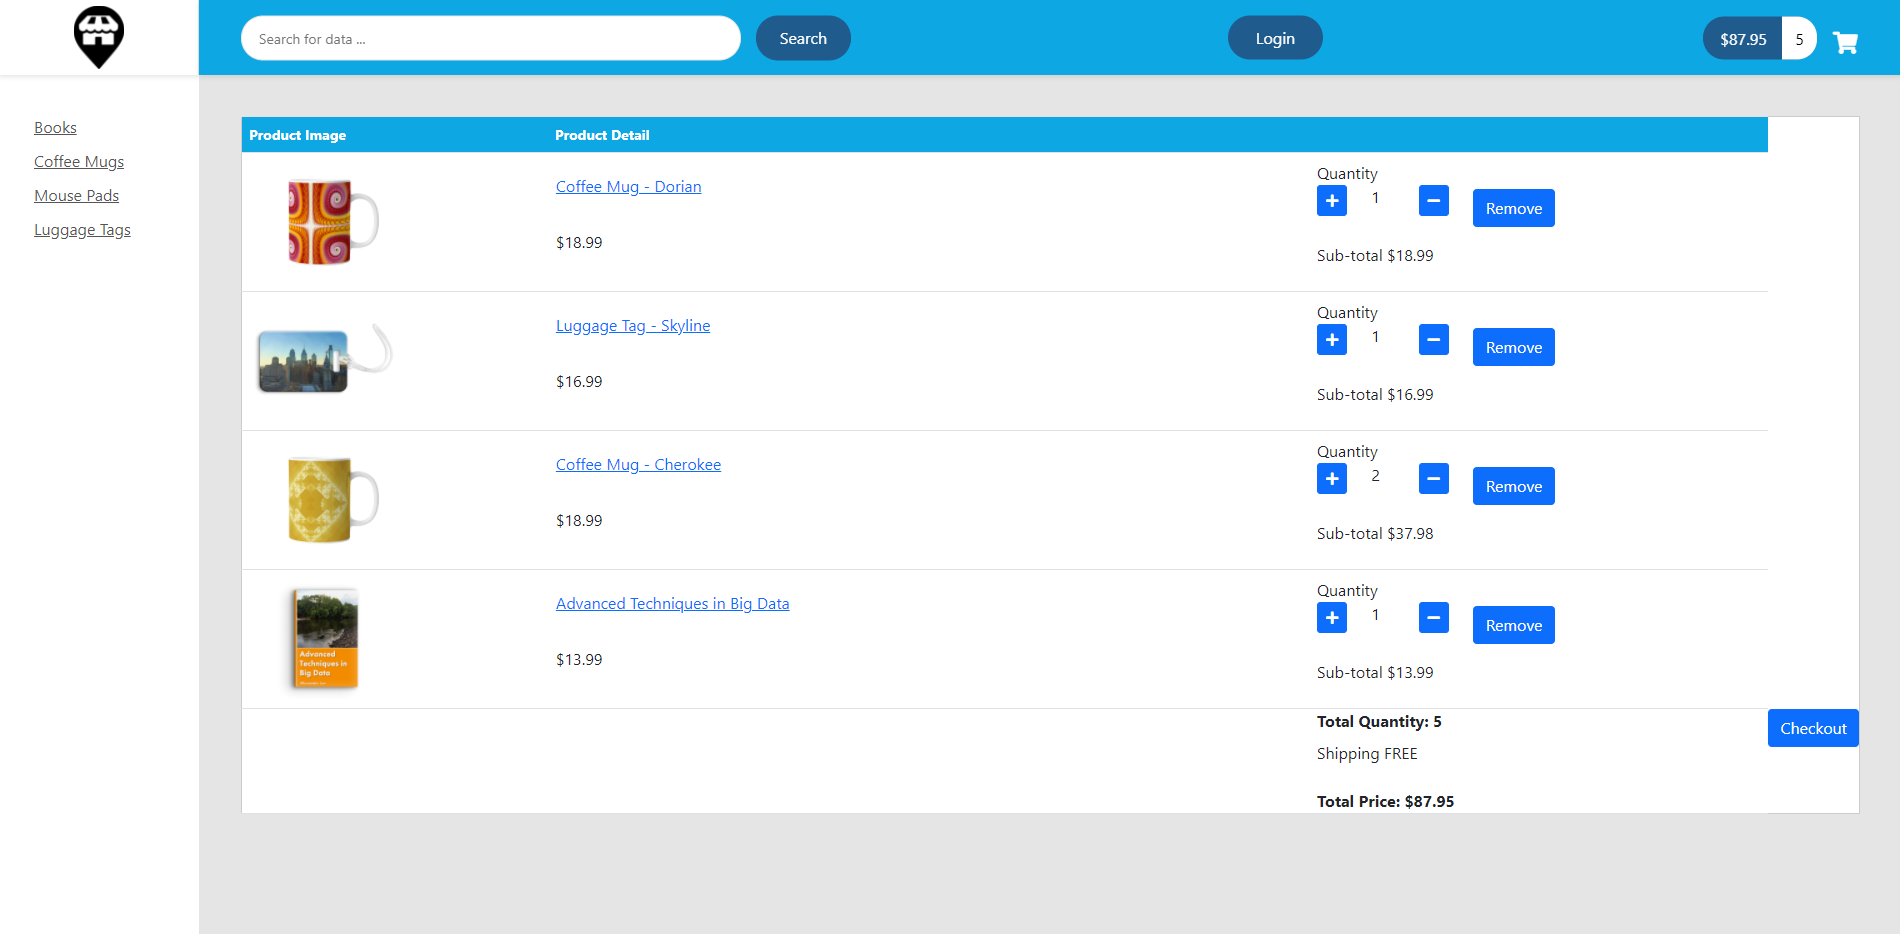 Search for data ...
Search
Login
$87.95
5
Books
Coffee Mugs
Mouse Pads
Luggage Tags
Product Image
Product Detail
Coffee Mug - Dorian
$18.99
Quantity
1
Remove
Sub-total $18.99
Luggage Tag - Skyline
$16.99
Quantity
1
Remove
Sub-total $16.99
Coffee Mug - Cherokee
$18.99
Quantity
2
Remove
Sub-total $37.98
Advanced
Techniques in
Big Data
Advanced Techniques in Big Data
$13.99
Quantity
1
Remove
Sub-total $13.99
Total Quantity: 5
Checkout
Shipping FREE
Total Price: $87.95